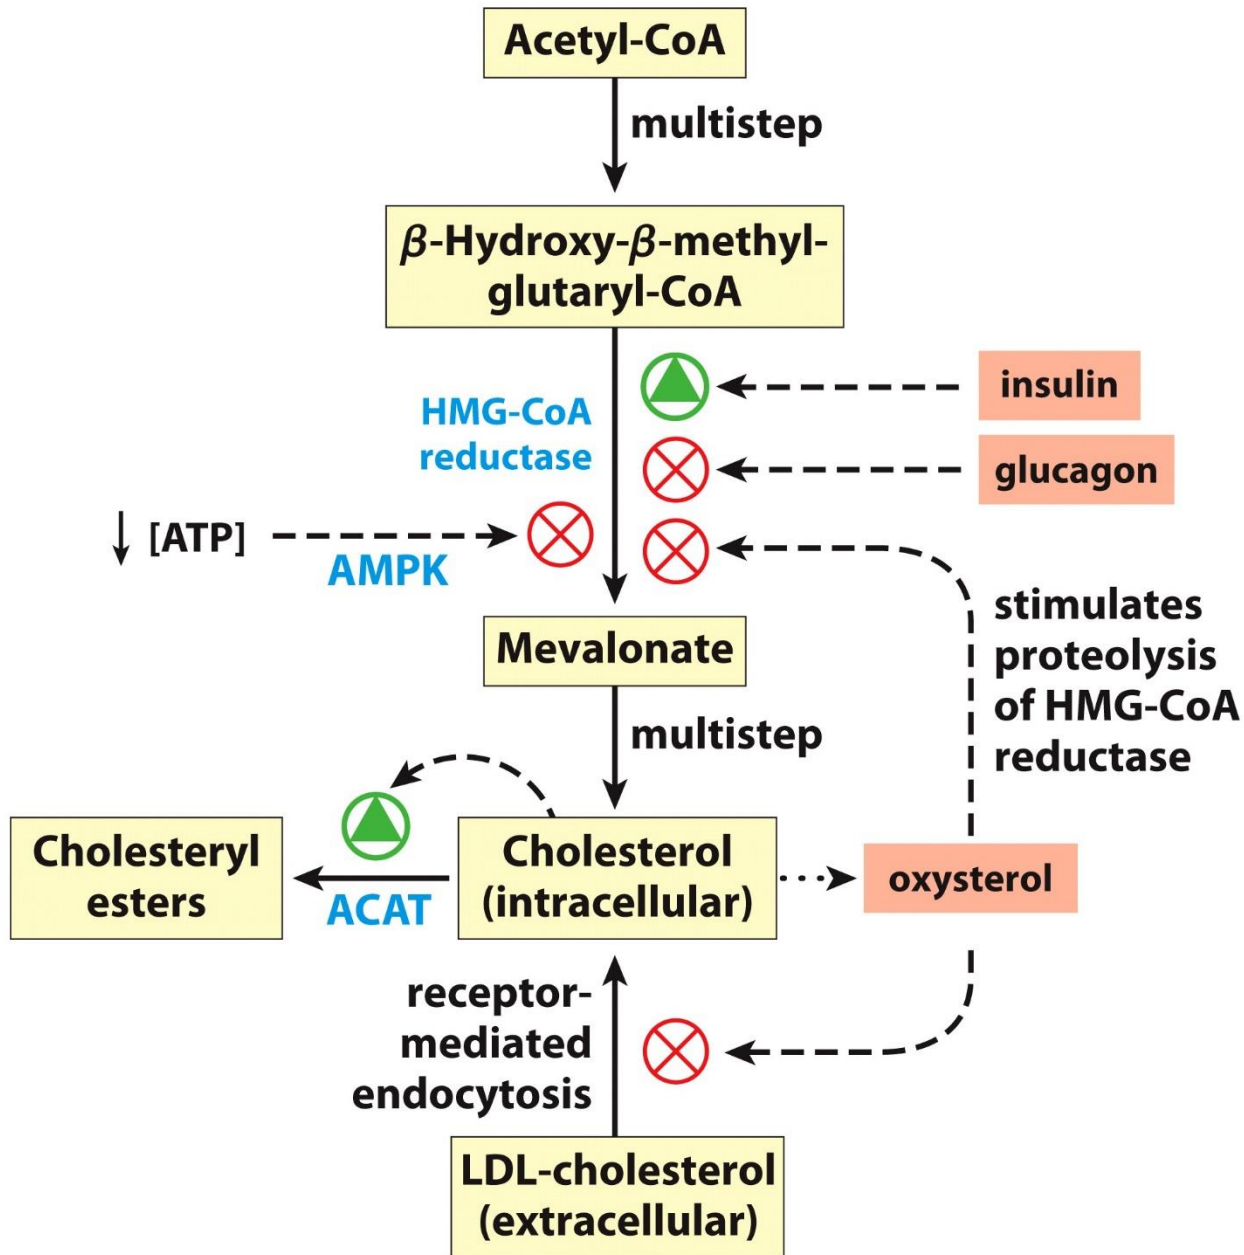 Acetyl-CoA
multistep
β-Hydroxy-β-methyl-
glutaryl-CoA
HMG-CoA
reductase
insulin
glucagon
↓ [ATP]
AMPK
stimulates
proteolysis
of HMG-CoA
reductase
Mevalonate
multistep
Cholesteryl
esters
ACAT
Cholesterol
(intracellular)
oxysterol
receptor-
mediated
endocytosis
LDL-cholesterol
(extracellular)